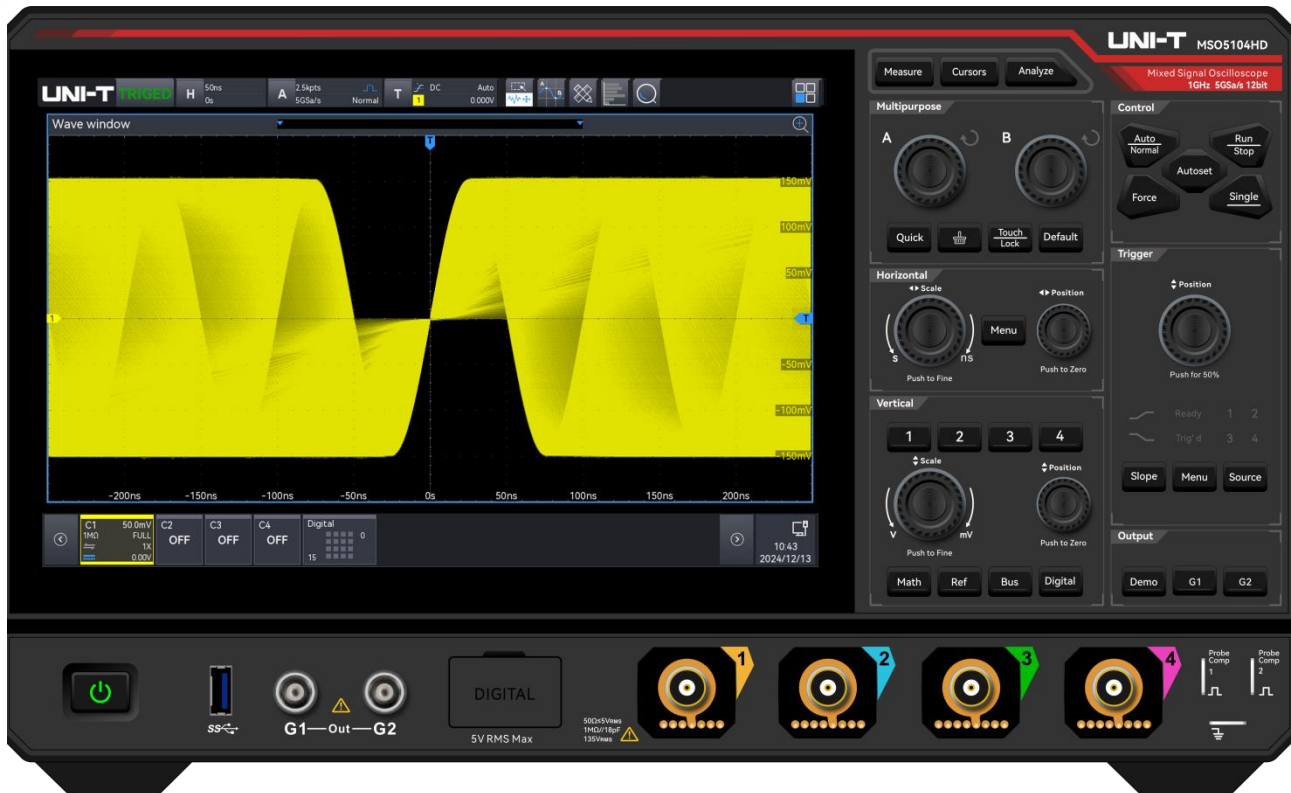 UNI-T MSO5104HD
Mixed Signal Oscilloscope
1GHz 5GSa/s 12bit
UNI-T TRIGED H 50ns 0s A 2.5kpts 5GSa/s Normal T 1 DC Auto 0.000V
Wave window
T
150mV
100mV
50mV
1
T
-50mV
-100mV
-150mV
-200ns -150ns -100ns -50ns 0s 50ns 100ns 150ns 200ns
C1 50.0mV
1MΩ FULL
1X
0.00V
C2
OFF
C3
OFF
C4
OFF
Digital
0
15
10:43
2024/12/13
Measure Cursors Analyze
Multipurpose
A B
Quick
Touch
Lock
Default
Horizontal
Scale
Position
Menu
s ns
Push to Fine
Push to Zero
Vertical
1 2 3 4
Scale
Position
V mV
Push to Fine
Push to Zero
Math Ref Bus Digital
Control
Auto
Normal
Run
Stop
Autoset
Force
Single
Trigger
Position
Push for 50%
Ready 1 2
Trig'd 3 4
Slope Menu Source
Output
Demo G1 G2
SS
G1—Out—G2
DIGITAL
5V RMS Max
50Ω≤5VRMS
1MΩ//18pF
135VRMS
1
2
3
4
Probe
Comp
1
Probe
Comp
2